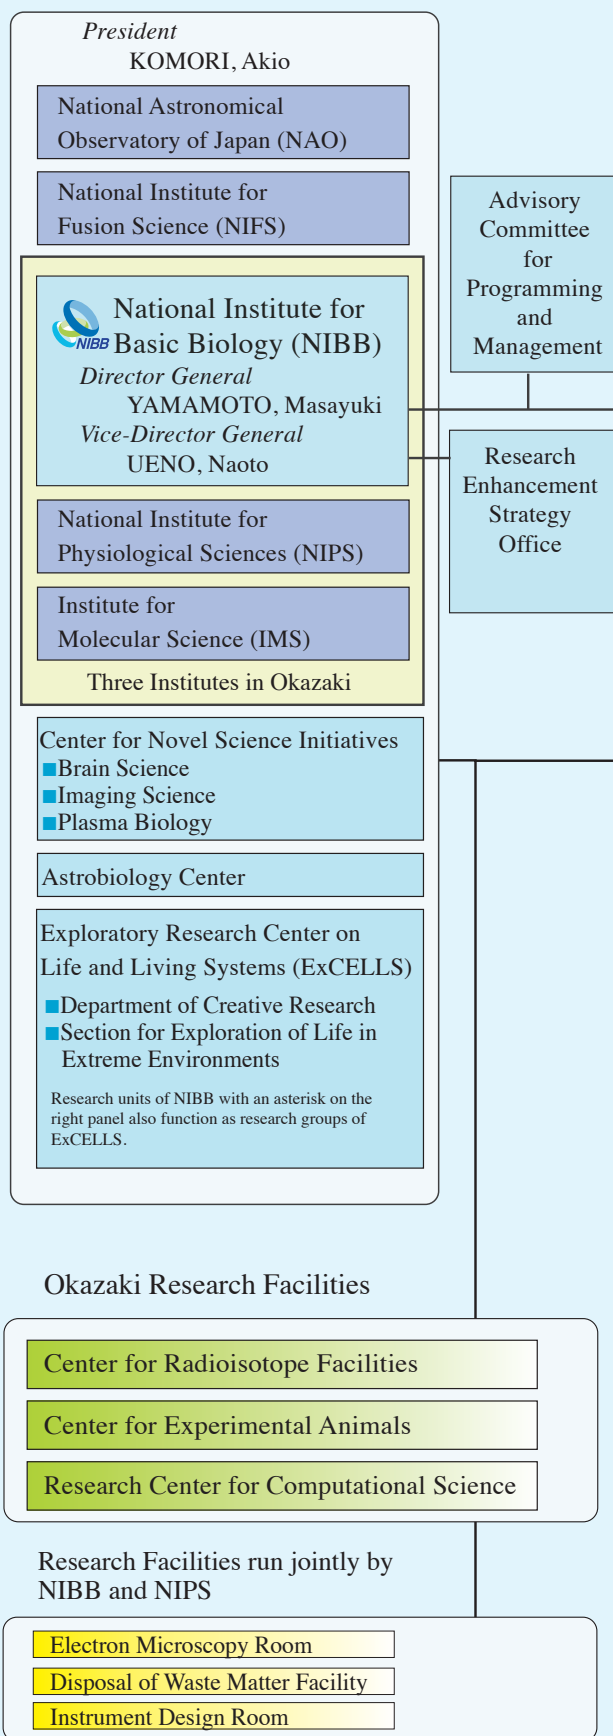 President
KOMORI, Akio
National Astronomical
Observatory of Japan (NAO)
National Institute for
Fusion Science (NIFS)
NIBB
National Institute for
Basic Biology (NIBB)
Director General
YAMAMOTO, Masayuki
Vice-Director General
UENO, Naoto
National Institute for
Physiological Sciences (NIPS)
Institute for
Molecular Science (IMS)
Three Institutes in Okazaki
Advisory
Committee
for
Programming
and
Management
Research
Enhancement
Strategy
Office
Center for Novel Science Initiatives
Brain Science
Imaging Science
Plasma Biology
Astrobiology Center
Exploratory Research Center on
Life and Living Systems (ExCELLS)
Department of Creative Research
Section for Exploration of Life in
Extreme Environments
Research units of NIBB with an asterisk on the
right panel also function as research groups of
ExCELLS.
Okazaki Research Facilities
Center for Radioisotope Facilities
Center for Experimental Animals
Research Center for Computational Science
Research Facilities run jointly by
NIBB and NIPS
Electron Microscopy Room
Disposal of Waste Matter Facility
Instrument Design Room